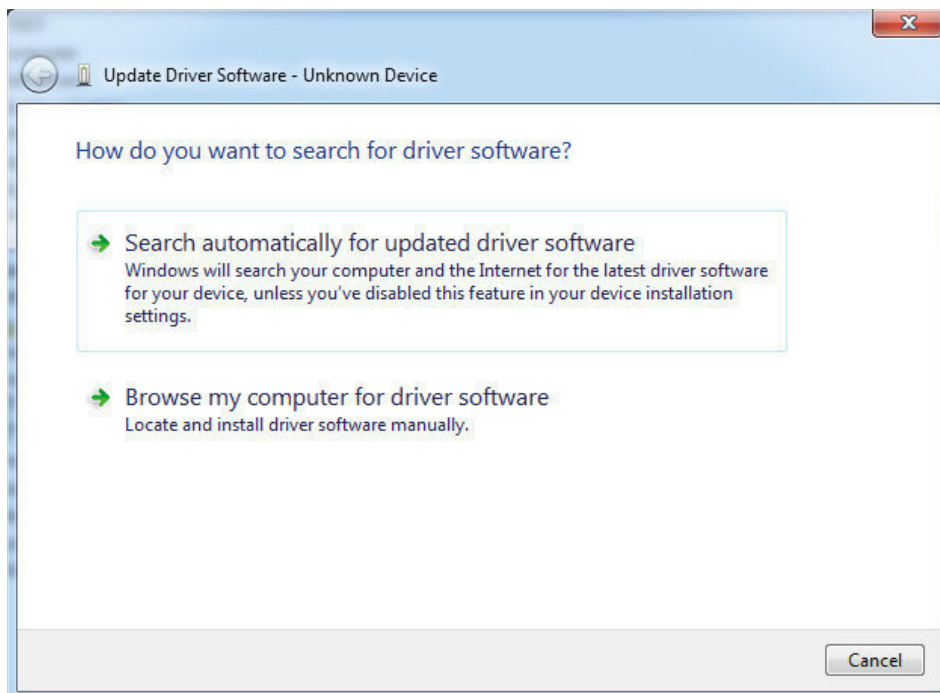 Update Driver Software - Unknown Device
How do you want to search for driver software?
Search automatically for updated driver software
Windows will search your computer and the Internet for the latest driver software
for your device, unless you've disabled this feature in your device installation
settings.
Browse my computer for driver software
Locate and install driver software manually.
Cancel